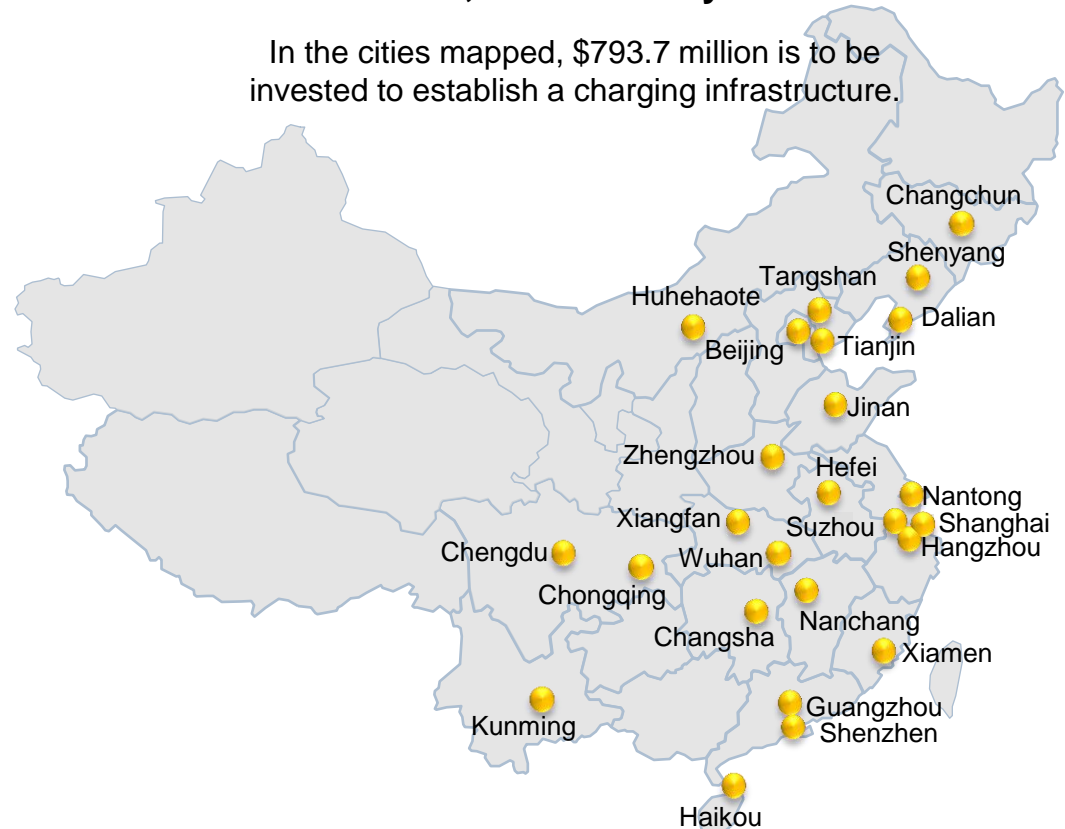 In the cities mapped, $793.7 million is to be
invested to establish a charging infrastructure.
Changchun
Shenyang
Tangshan
Huhehaote
Dalian
Beijing
Tianjin
Jinan
Zhengzhou
Hefei
Nantong
Xiangfan
Suzhou
Shanghai
Hangzhou
Chengdu
Wuhan
Chongqing
Nanchang
Changsha
Xiamen
Guangzhou
Kunming
Shenzhen
Haikou